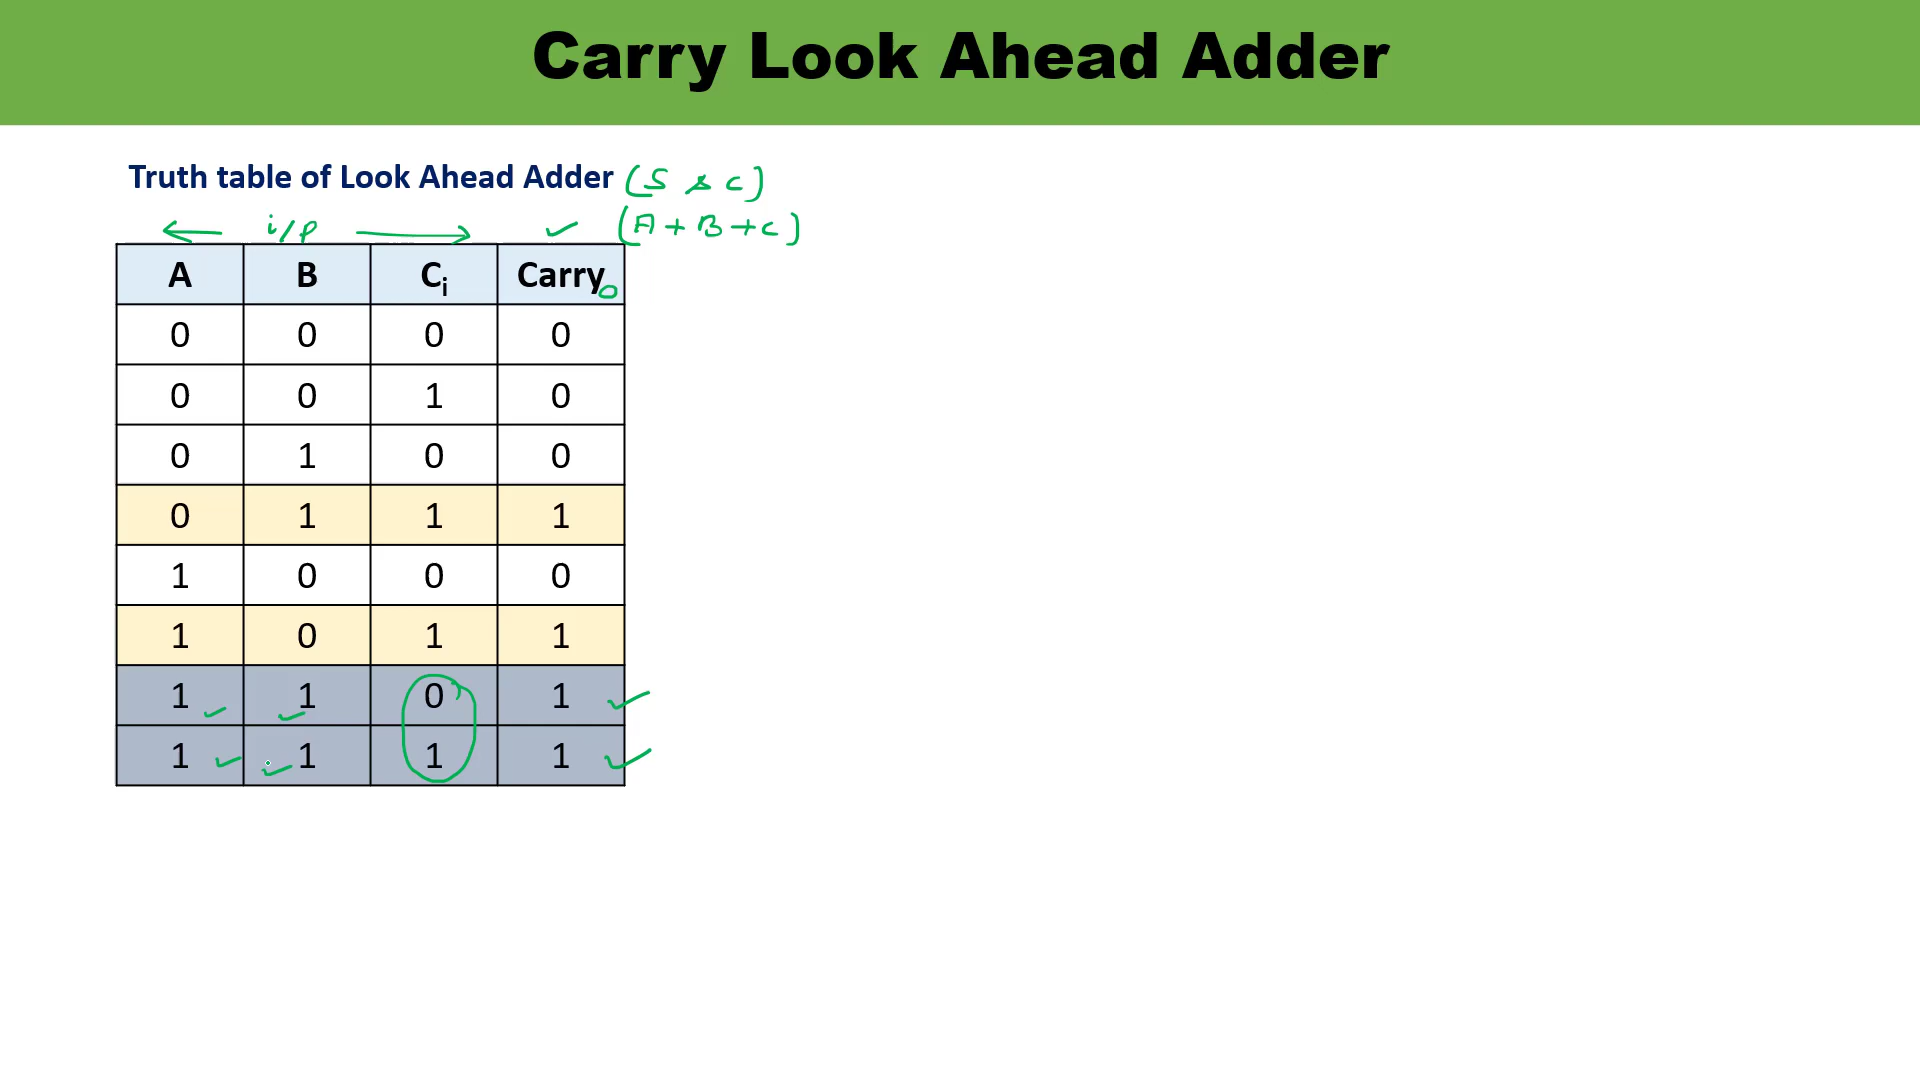 Carry Look Ahead Adder
Truth table of Look Ahead Adder (S & C)
i/p (A + B + C)
A B Ci Carry0
0 0 0 0
0 0 1 0
0 1 0 0
0 1 1 1
1 0 0 0
1 0 1 1
1 1 0 1
1 1 1 1